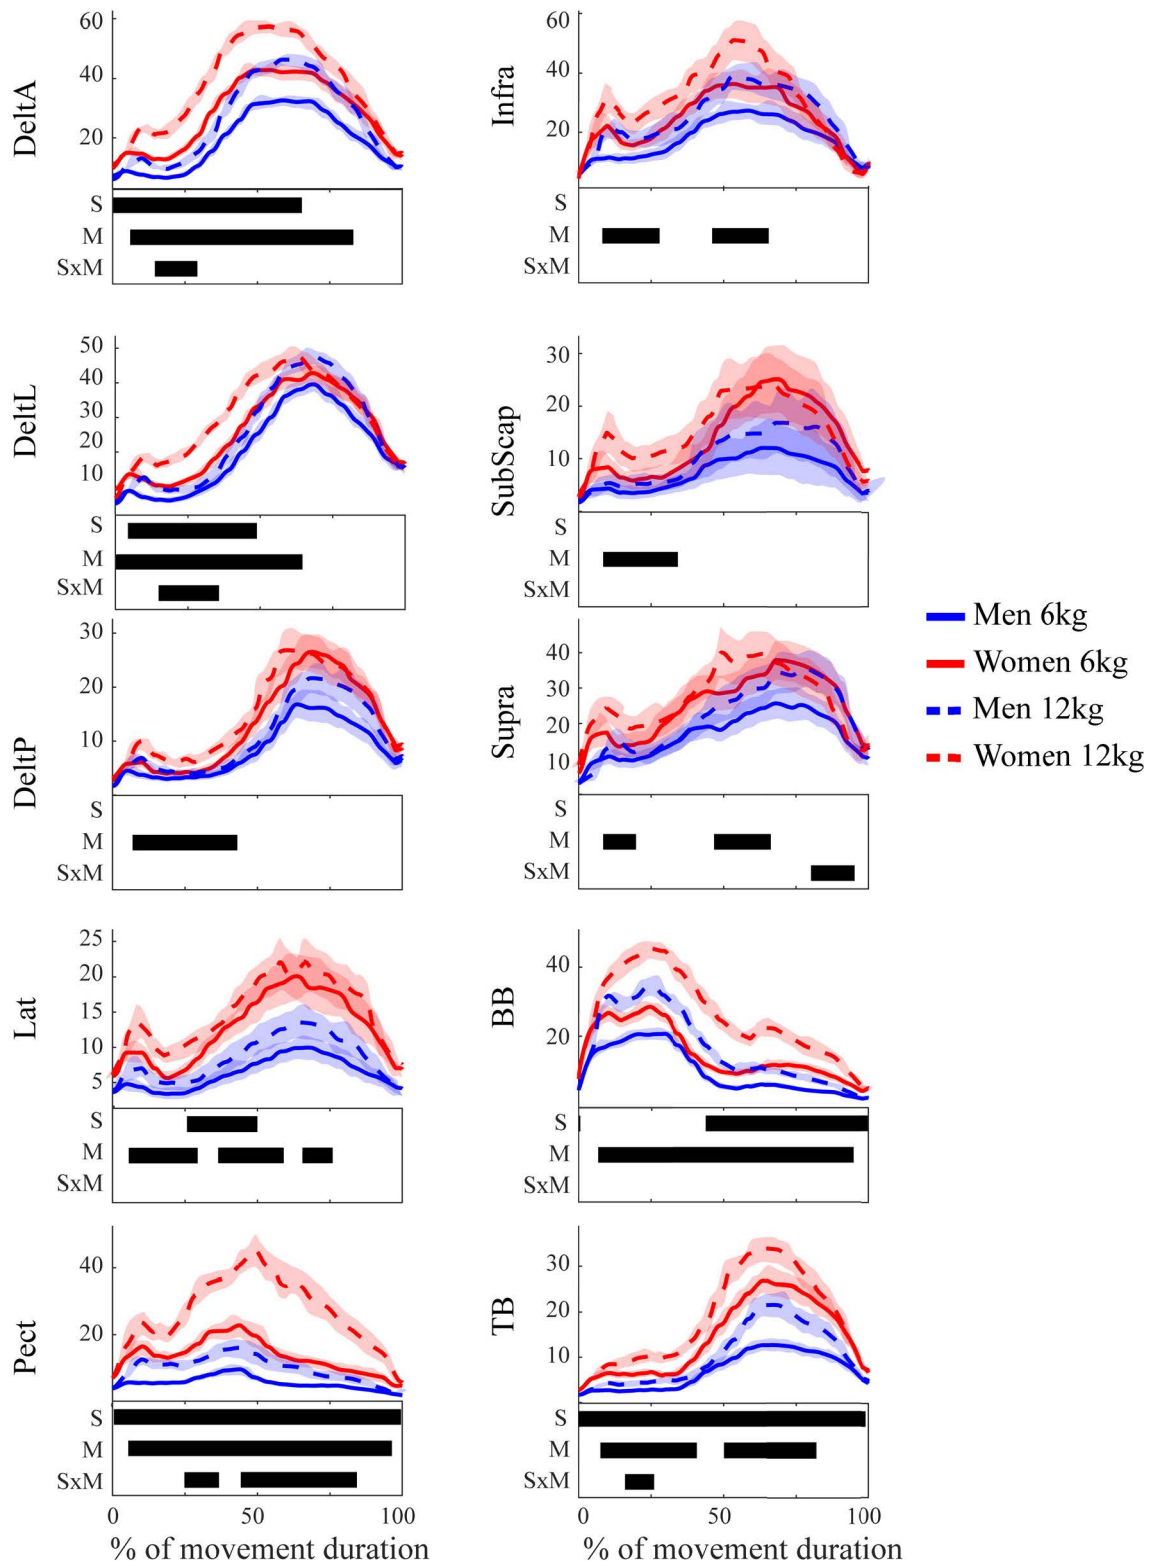 DeltA
60
40
20
S
M
SxM
Infra
60
40
20
S
M
SxM
DeltL
50
40
30
20
10
S
M
SxM
SubScap
30
20
10
S
M
SxM
DeltP
30
20
10
S
M
SxM
Supra
40
30
20
10
S
M
SxM
Men 6kg
Women 6kg
Men 12kg
Women 12kg
Lat
25
20
15
10
5
S
M
SxM
BB
40
20
S
M
SxM
Pect
40
20
S
M
SxM
0 50 100
% of movement duration
TB
30
20
10
S
M
SxM
0 50 100
% of movement duration